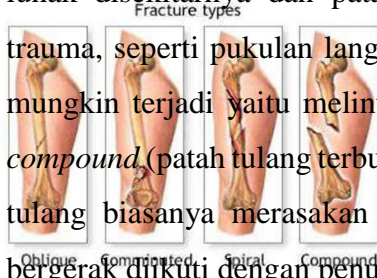 Fracture types
trauma, seperti pukulan lang
mungkin terjadi yaitu melin
compound (patah tulang terbu
tulang biasanya merasakan
Oblique Comminuted Spiral Compound
bergerak diikuti dengan penu